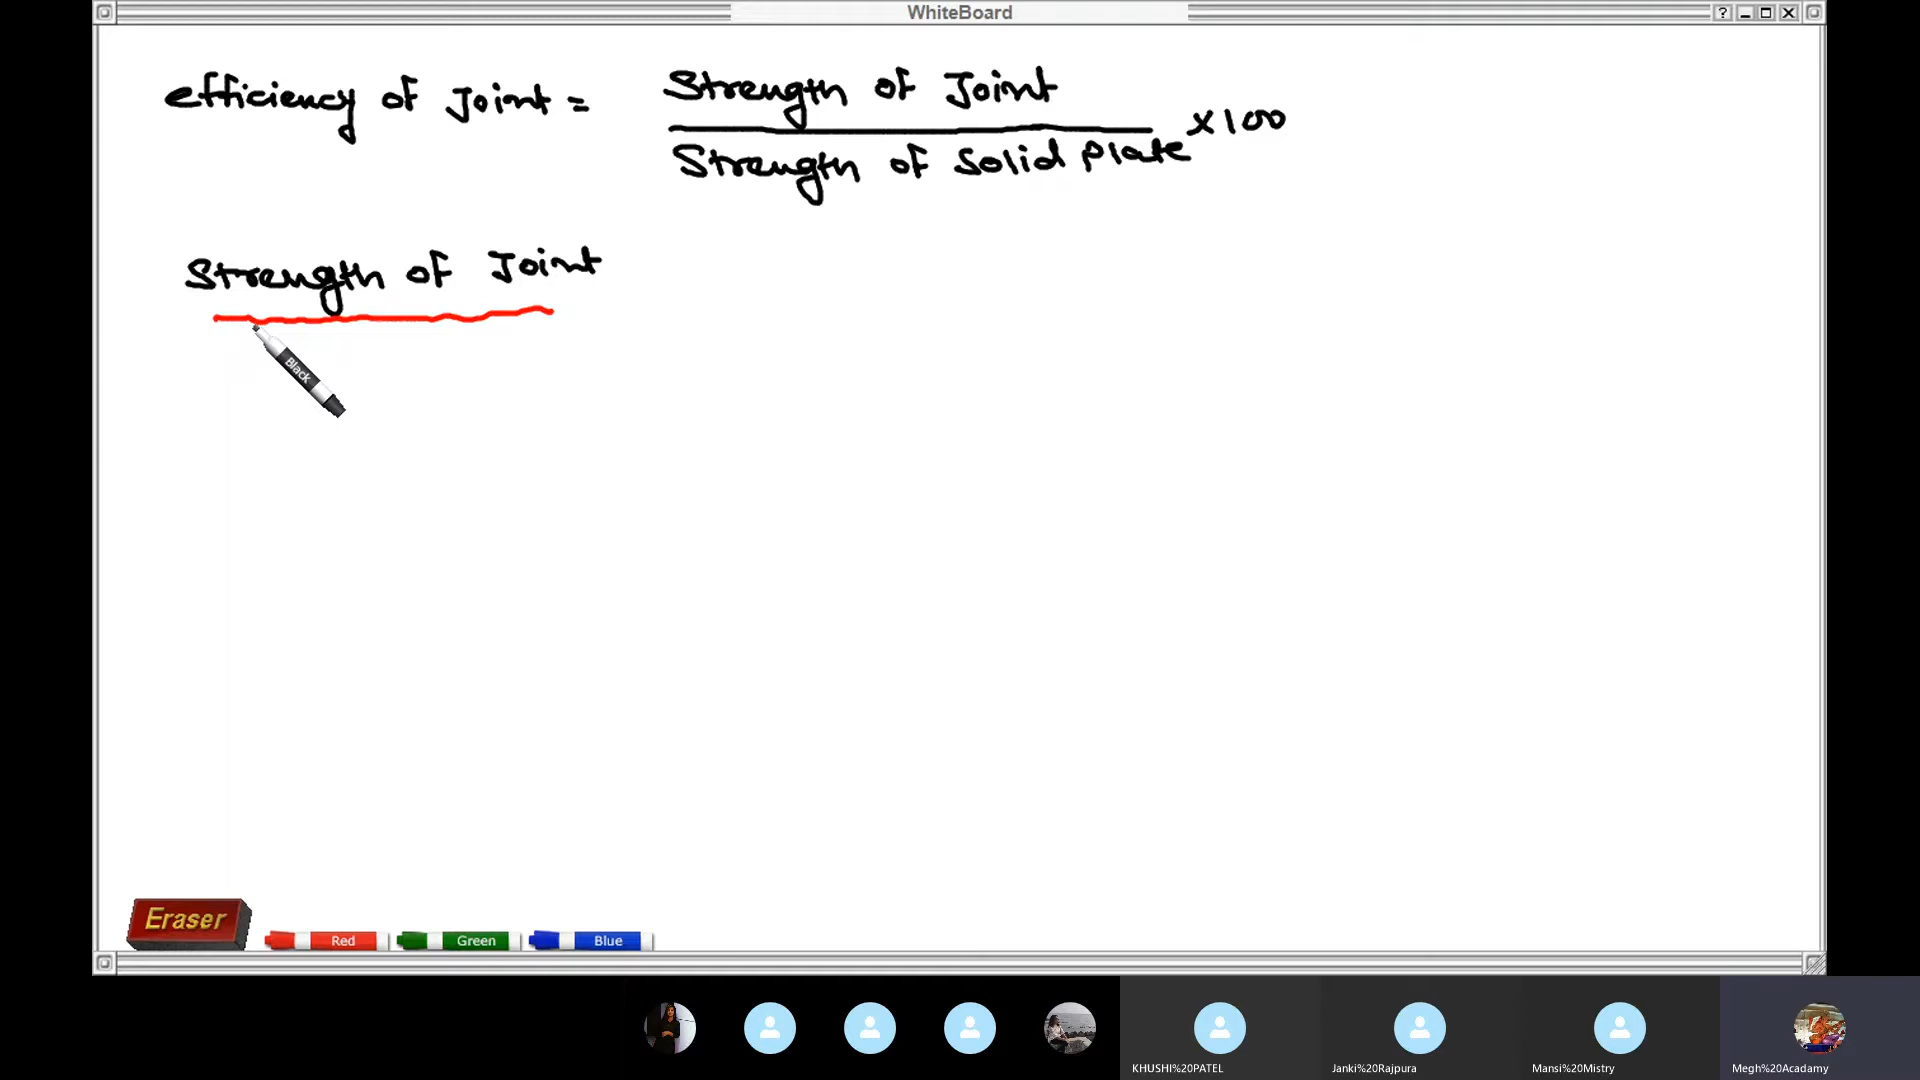 WhiteBoard
efficiency of Joint = Strength of Joint
Strength of Solid Plate ×100
Strength of Joint
Black
Eraser
Red Green Blue
KHUSHI%20PATEL Janki%20Rajpura Mansi%20Mistry Megh%20Acadamy